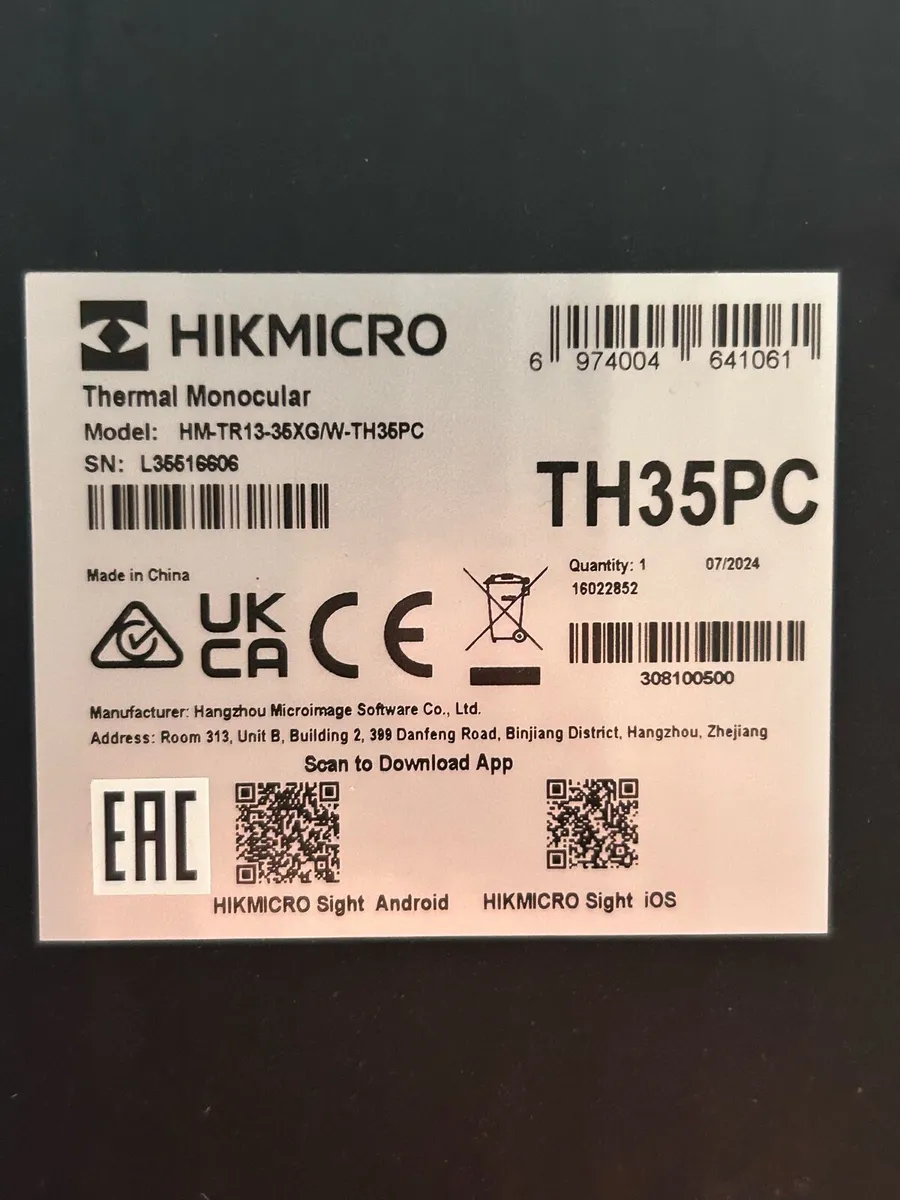 HIKMICRO
6 974004 641061
Thermal Monocular
Model: HM-TR13-35XG/W-TH35PC
SN: L35516606
TH35PC
Made in China
Quantity: 1 07/2024
16022852
UK
CA
CE
308100500
Manufacturer: Hangzhou Microimage Software Co., Ltd.
Address: Room 313, Unit B, Building 2, 399 Danfeng Road, Binjiang District, Hangzhou, Zhejiang
Scan to Download App
EAC
HIKMICRO Sight Android
HIKMICRO Sight iOS